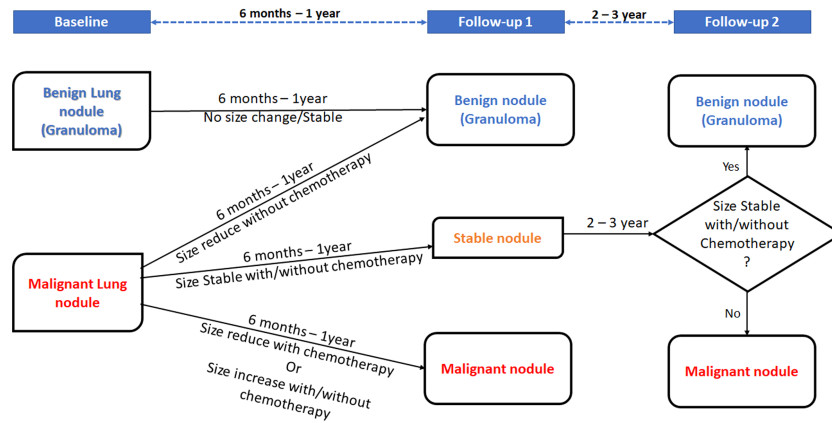 Baseline
6 months – 1year
Follow-up 1
2 – 3 year
Follow-up 2
Benign Lung
nodule
(Granuloma)
6 months – 1year
No size change/Stable
Benign nodule
(Granuloma)
Benign nodule
(Granuloma)
6 months – 1year
Size reduce without chemotherapy
Yes
Malignant Lung
nodule
6 months – 1year
Size Stable with/without chemotherapy
Stable nodule
2 – 3 year
Size Stable
with/without
Chemotherapy
?
No
6 months – 1year
Size reduce with chemotherapy
Or
Size increase with/without
chemotherapy
Malignant nodule
Malignant nodule